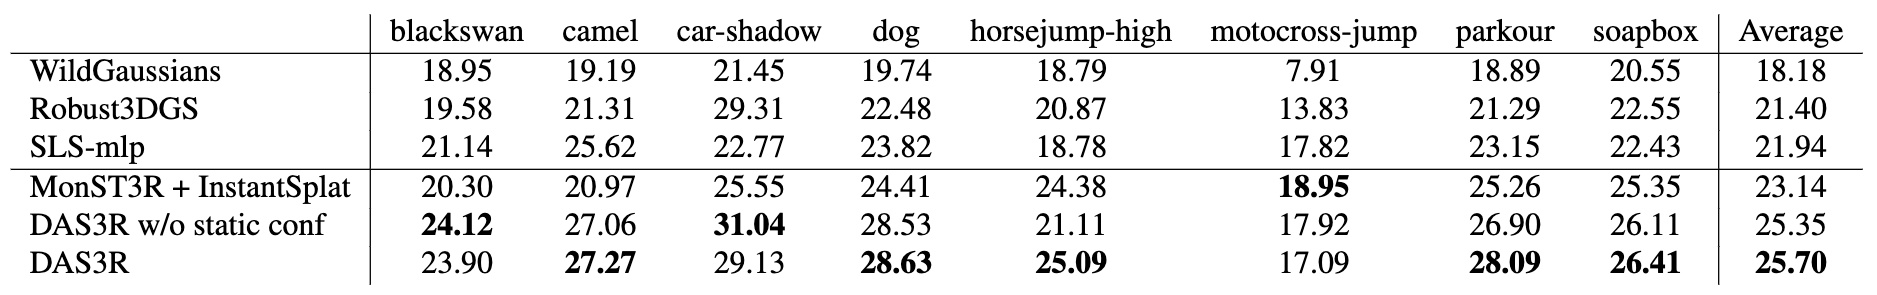 blackswan camel car-shadow dog horsejump-high motocross-jump parkour soapbox Average
WildGaussians 18.95 19.19 21.45 19.74 18.79 7.91 18.89 20.55 18.18
Robust3DGS 19.58 21.31 29.31 22.48 20.87 13.83 21.29 22.55 21.40
SLS-mlp 21.14 25.62 22.77 23.82 18.78 17.82 23.15 22.43 21.94
MonST3R + InstantSplat 20.30 20.97 25.55 24.41 24.38 18.95 25.26 25.35 23.14
DAS3R w/o static conf 24.12 27.06 31.04 28.53 21.11 17.92 26.90 26.11 25.35
DAS3R 23.90 27.27 29.13 28.63 25.09 17.09 28.09 26.41 25.70